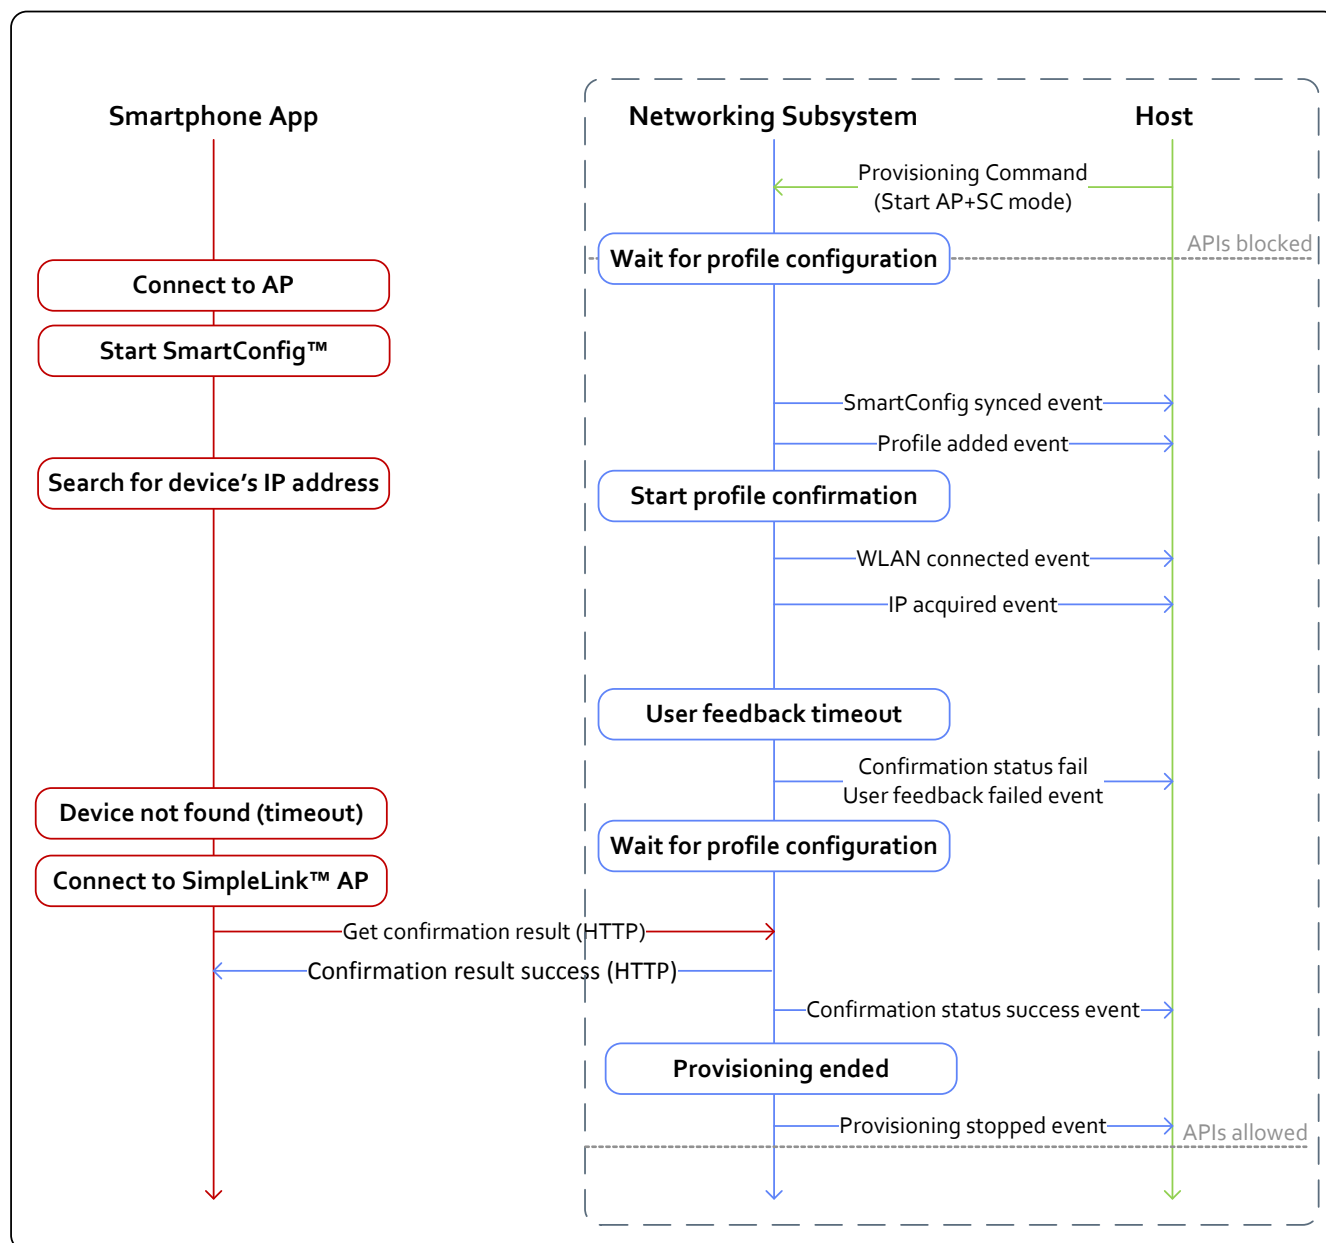 Smartphone App
Networking Subsystem
Host
Provisioning Command
(Start AP+SC mode)
APIs blocked
Wait for profile configuration
Connect to AP
Start SmartConfig™
SmartConfig synced event
Profile added event
Search for device’s IP address
Start profile confirmation
WLAN connected event
IP acquired event
User feedback timeout
Confirmation status fail
User feedback failed event
Device not found (timeout)
Wait for profile configuration
Connect to SimpleLink™ AP
Get confirmation result (HTTP)
Confirmation result success (HTTP)
Confirmation status success event
Provisioning ended
Provisioning stopped event
APIs allowed